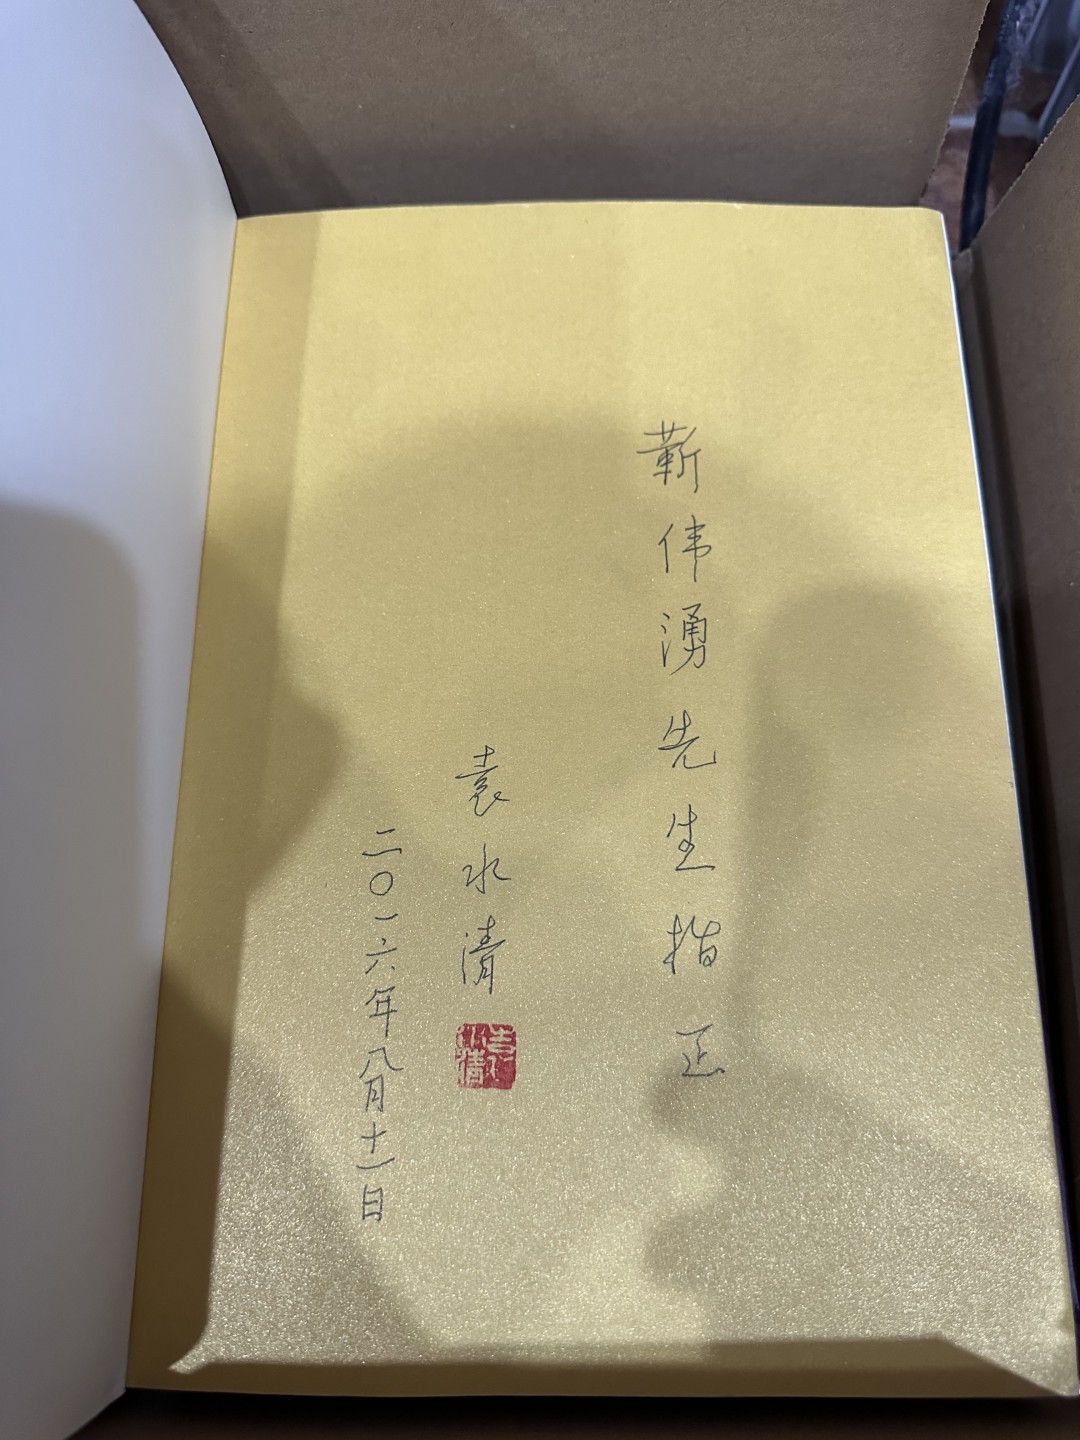 靳伟湧先生指正
袁水清
二〇一六年八月十一日